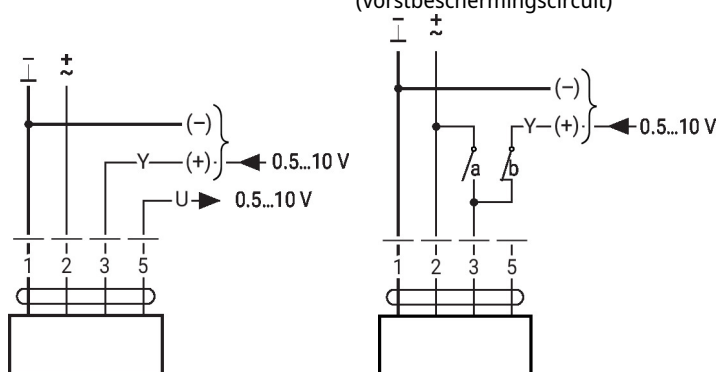 (vorstbeschermingscircuit)
– +
⊥ ~
(–)
Y (+) 0.5...10 V
U 0.5...10 V
1 2 3 5
– +
⊥ ~
(–)
Y (+) 0.5...10 V
a b
1 2 3 5